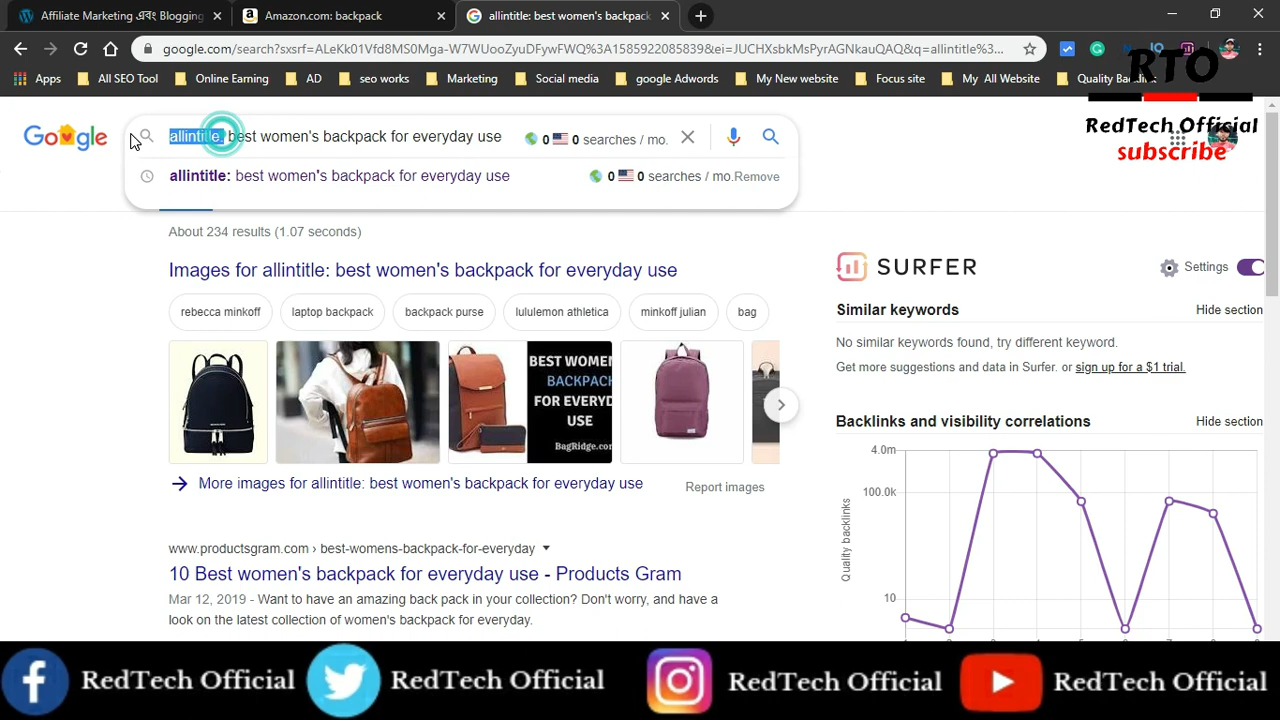 Affiliate Marketing এবং Blogging
Amazon.com: backpack
allintitle: best women's backpack
google.com/search?sxsrf=ALeKk01Vfd8MS0Mga-W7WUooZyuDFywFWQ%3A1585922085839&ei=JUCHXsbkMsPyrAGNkauQAQ&q=allintitle%3...
Apps
All SEO Tool
Online Earning
AD
seo works
Marketing
Social media
google Adwords
My New website
Focus site
My All Website
Quality Backlink
RTO
RedTech Official
subscribe
Google
allintitle: best women's backpack for everyday use
0 0 searches / mo.
allintitle: best women's backpack for everyday use
0 0 searches / mo. Remove
About 234 results (1.07 seconds)
Images for allintitle: best women's backpack for everyday use
rebecca minkoff
laptop backpack
backpack purse
lululemon athletica
minkoff julian
bag
BEST WOMEN
BACKPACK
FOR EVERYD
USE
BagRidge.com
More images for allintitle: best women's backpack for everyday use
Report images
www.productsgram.com › best-womens-backpack-for-everyday
10 Best women's backpack for everyday use - Products Gram
Mar 12, 2019 - Want to have an amazing back pack in your collection? Don't worry, and have a
look on the latest collection of women's backpack for everyday use.
SURFER
Settings
Similar keywords
Hide section
No similar keywords found, try different keyword.
Get more suggestions and data in Surfer. or sign up for a $1 trial.
Backlinks and visibility correlations
Hide section
4.0m
100.0k
10
Quality backlinks
RedTech Official
RedTech Official
RedTech Official
RedTech Official